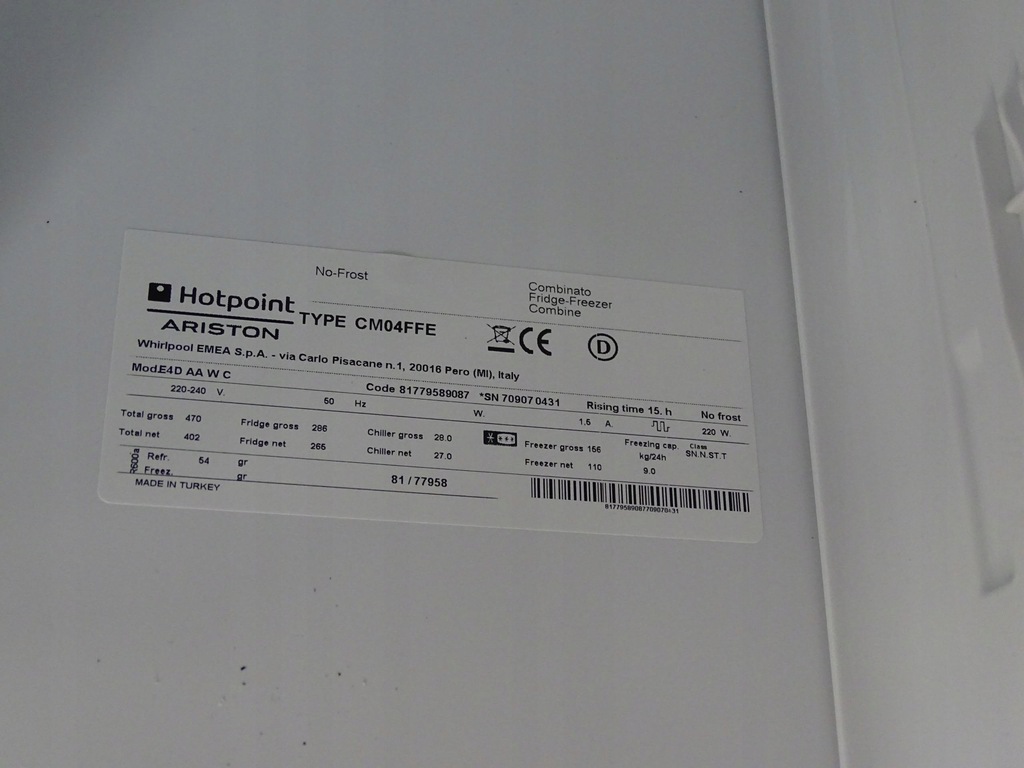 No-Frost
Combinato
Fridge-Freezer
Combine
Hotpoint
ARISTON
TYPE CM04FFE
D
Whirlpool EMEA S.p.A. - via Carlo Pisacane n.1, 20016 Pero (MI), Italy
Mod.E4D AA W C Code 81779589087 *SN 709070431 Rising time 15. h No frost
220-240 V. 50 Hz W. 1.5 A. 220 W.
Total gross 470 Fridge gross 286 Chiller gross 28.0 Freezer gross 156 Freezing cap. Class
Total net 402 Fridge net 265 Chiller net 27.0 Freezer net 110 kg/24h SN.N.ST.T
9.0
R600a Refr. 54 gr
Freez. gr 81 / 77958
MADE IN TURKEY